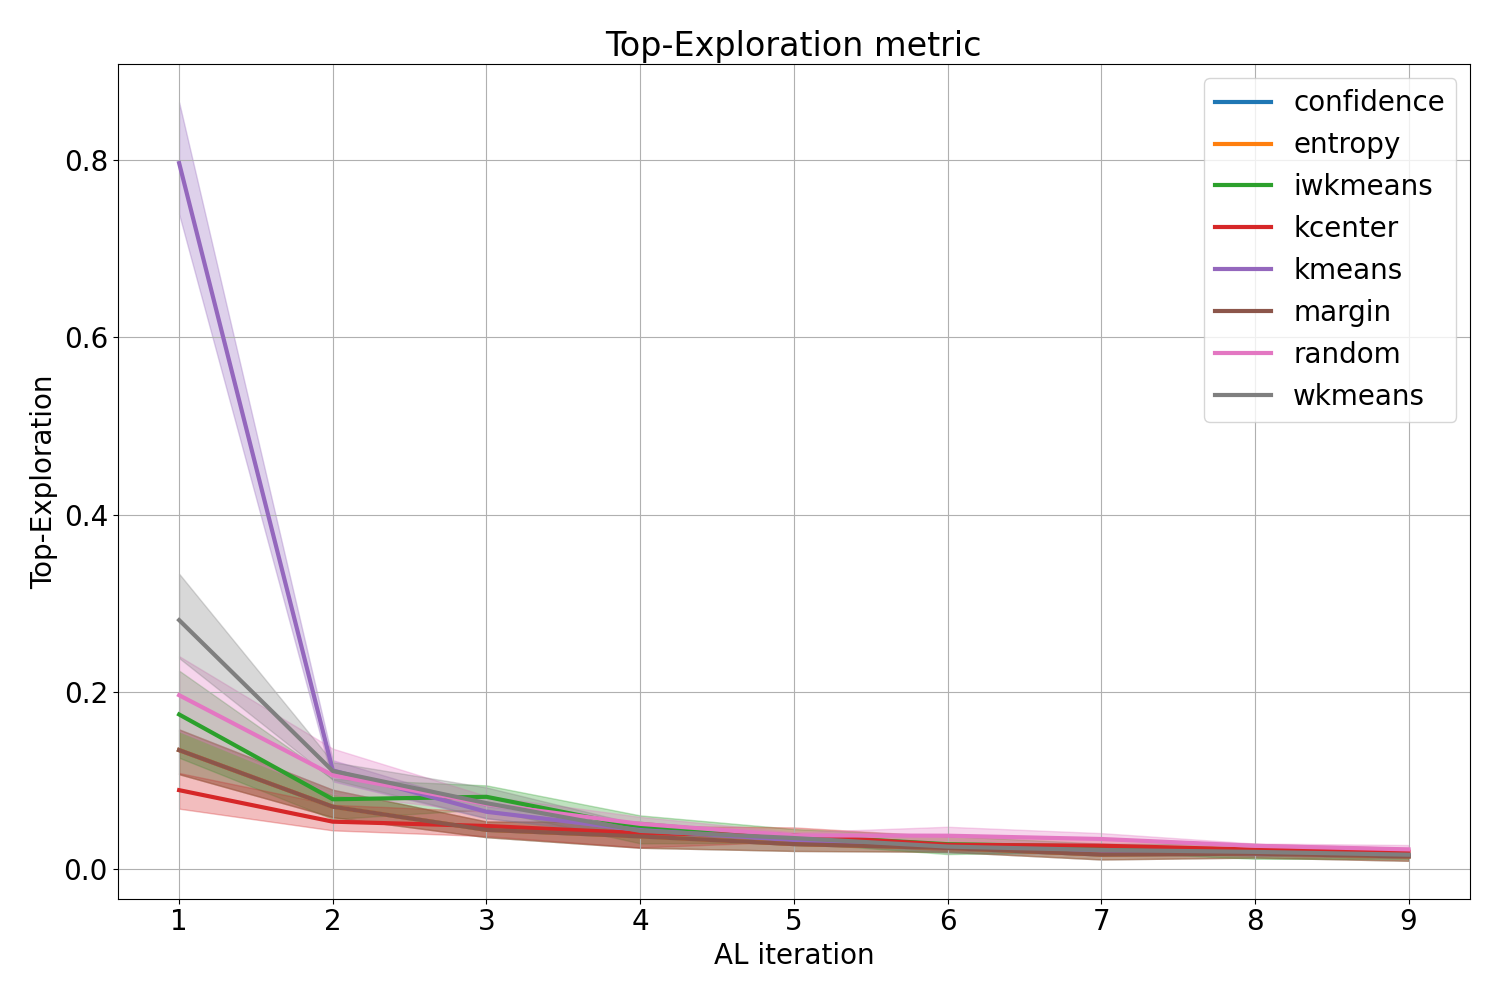 Top-Exploration metric
confidence
entropy
iwkmeans
kcenter
kmeans
margin
random
wkmeans
0.8
0.6
0.4
0.2
0.0
Top-Exploration
1 2 3 4 5 6 7 8 9
AL iteration